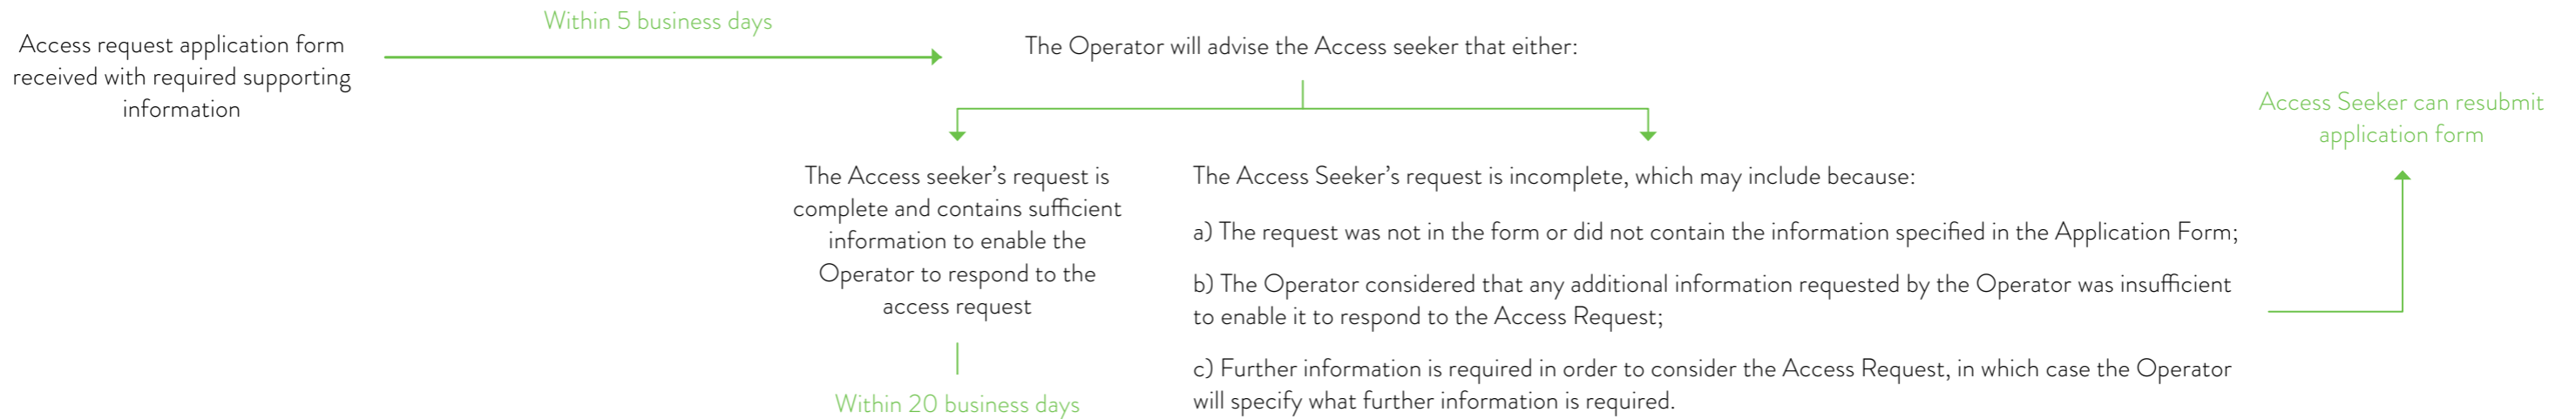 Within 5 business days
Access request application form
received with required supporting
information
The Operator will advise the Access seeker that either:
Access Seeker can resubmit
application form
The Access seeker’s request is
complete and contains sufficient
information to enable the
Operator to respond to the
access request
Within 20 business days
The Access Seeker’s request is incomplete, which may include because:
a) The request was not in the form or did not contain the information specified in the Application Form;
b) The Operator considered that any additional information requested by the Operator was insufficient
to enable it to respond to the Access Request;
c) Further information is required in order to consider the Access Request, in which case the Operator
will specify what further information is required.